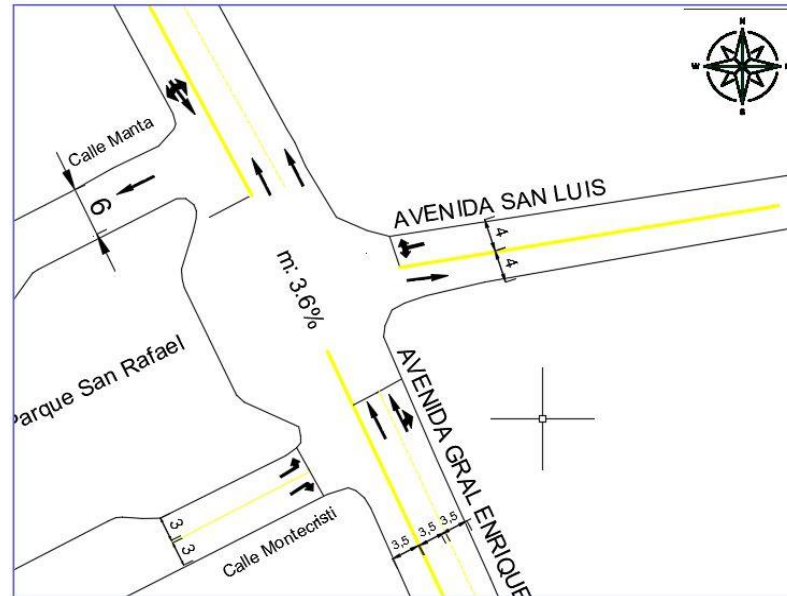 N
W
S
Calle Manta
6
AVENIDA SAN LUIS
4
4
m: 3.6%
Parque San Rafael
AVENIDA GRAL ENRIQUE
3
3
Calle Montecristi
3,5
3,5
3,5